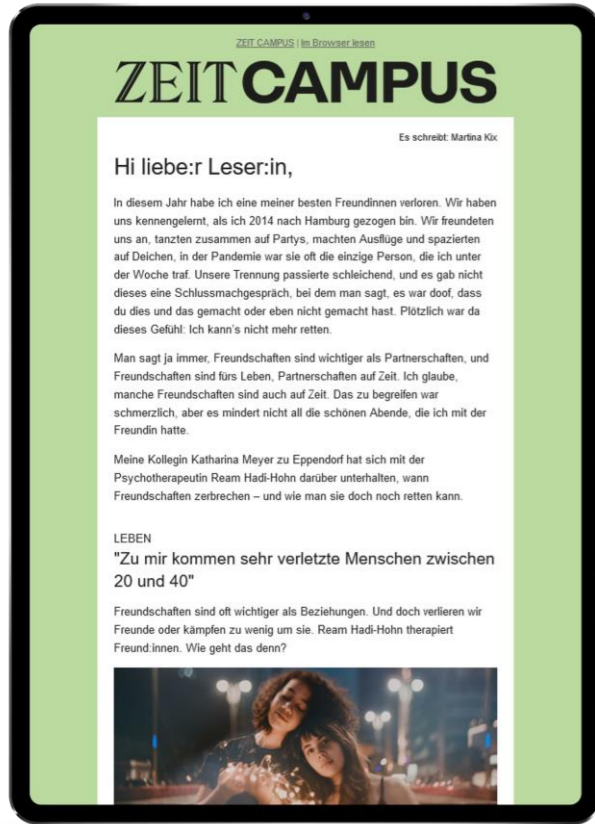 ZEIT CAMPUS | Im Browser lesen
ZEIT CAMPUS
Es schreibt: Martina Kix
Hi liebe:r Leser:in,
In diesem Jahr habe ich eine meiner besten Freundinnen verloren. Wir haben
uns kennengelernt, als ich 2014 nach Hamburg gezogen bin. Wir freundeten
uns an, tanzten zusammen auf Partys, machten Ausflüge und spazierten
auf Deichen, in der Pandemie war sie oft die einzige Person, die ich unter
der Woche traf. Unsere Trennung passierte schleichend, und es gab nicht
dieses eine Schlussmachgespräch, bei dem man sagt, es war doof, dass
du dies und das gemacht oder eben nicht gemacht hast. Plötzlich war da
dieses Gefühl: Ich kann's nicht mehr retten.
Man sagt ja immer, Freundschaften sind wichtiger als Partnerschaften, und
Freundschaften sind fürs Leben, Partnerschaften auf Zeit. Ich glaube,
manche Freundschaften sind auch auf Zeit. Das zu begreifen war
schmerzlich, aber es mindert nicht all die schönen Abende, die ich mit der
Freundin hatte.
Meine Kollegin Katharina Meyer zu Eppendorf hat sich mit der
Psychotherapeutin Ream Hadi-Hohn darüber unterhalten, wann
Freundschaften zerbrechen – und wie man sie doch noch retten kann.
LEBEN
"Zu mir kommen sehr verletzte Menschen zwischen
20 und 40"
Freundschaften sind oft wichtiger als Beziehungen. Und doch verlieren wir
Freunde oder kämpfen zu wenig um sie. Ream Hadi-Hohn therapiert
Freund:innen. Wie geht das denn?